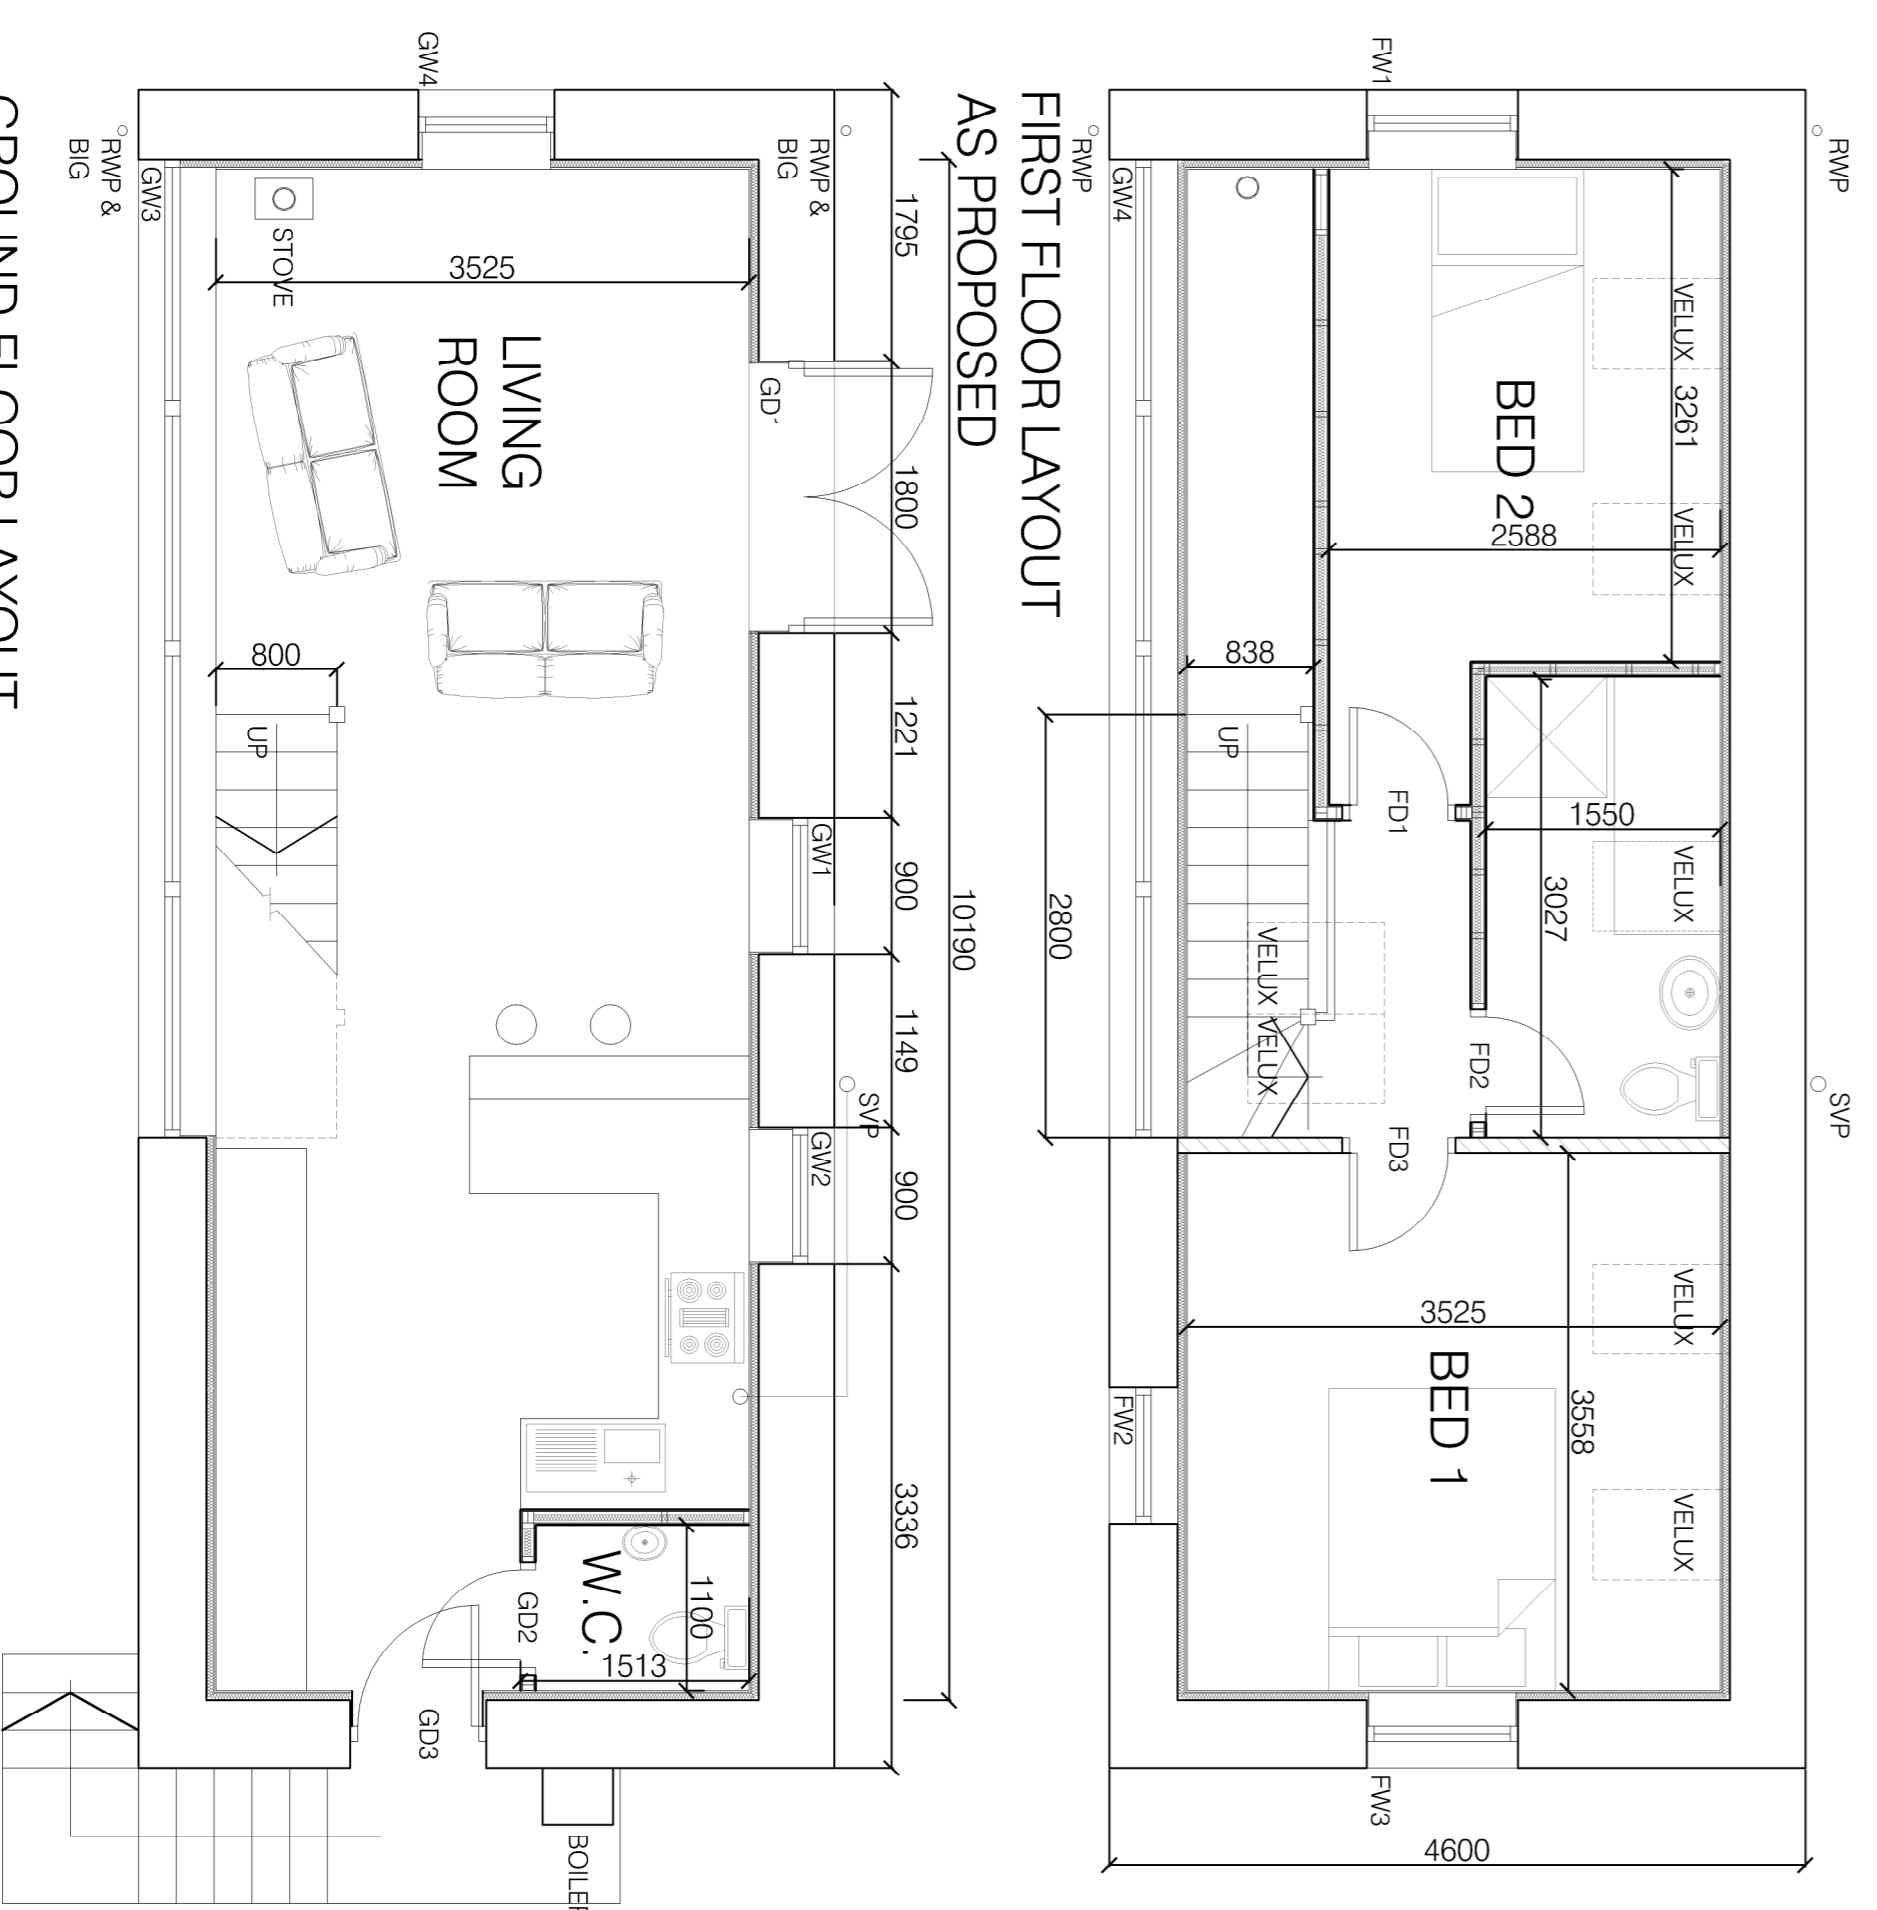 FIRST FLOOR LAYOUT
AS PROPOSED
FW1
RWP
RWP
GW4
VELUX
3261
BED 2
2588
VELUX
838
UP
FD1
1550
VELUX
3027
2800
VELUX
VELUX
FD2
SVP
FD3
VELUX
3525
BED 1
3558
FW2
VELUX
FW3
4600
GW4
RWP &
BIG
GW3
RWP &
BIG
1795
STOVE
3525
LIVING
ROOM
1800
800
UP
1221
GW1
900
10190
1149
SVP
GW2
900
3336
W.C.
1100
GD2
1513
GD3